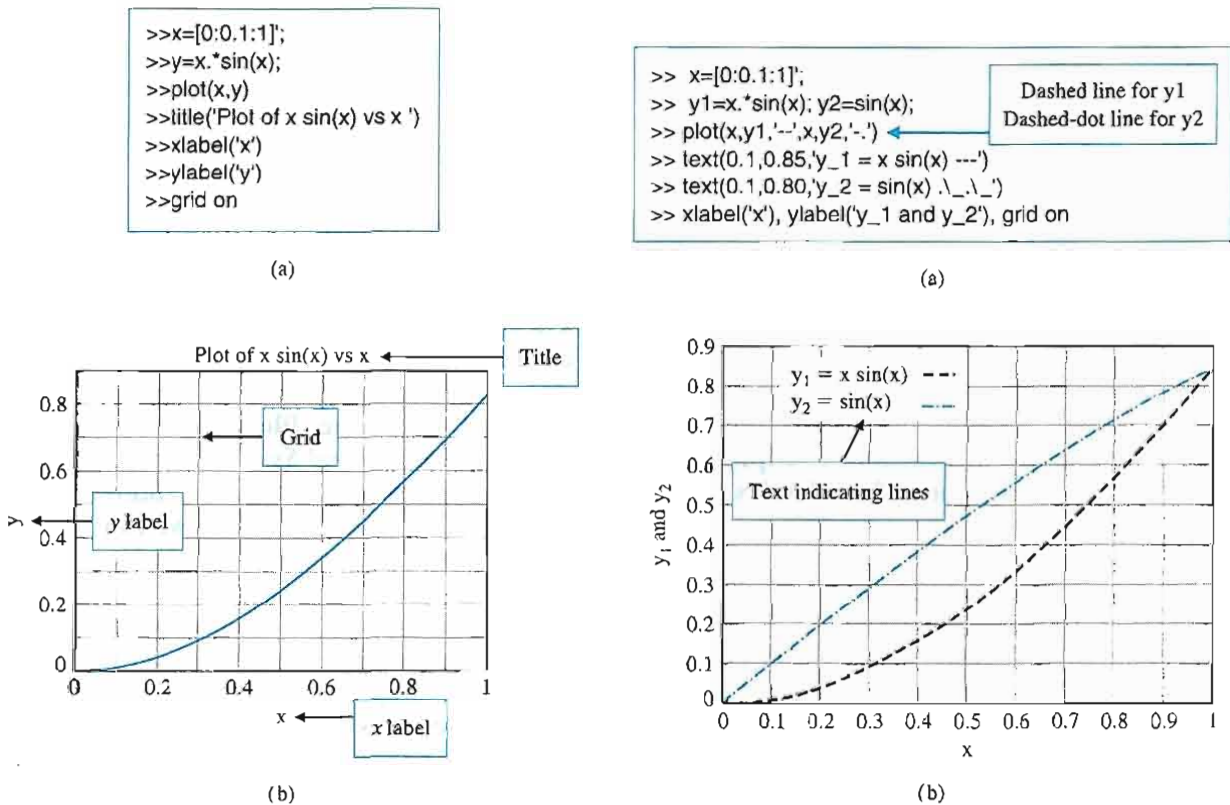 >>x=[0:0.1:1]';
>>y=x.*sin(x);
>>plot(x,y)
>>title('Plot of x sin(x) vs x ')
>>xlabel('x')
>>ylabel('y')
>>grid on
(a)
Plot of x sin(x) vs x
Title
Grid
y label
y
0.8
0.6
0.4
0.2
0
0 0.2 0.4 0.6 0.8 1
x
x label
(b)
>> x=[0:0.1:1]';
>> y1=x.*sin(x); y2=sin(x);
>> plot(x,y1,'--',x,y2,'-.')
>> text(0.1,0.85,'y_1 = x sin(x) ---')
>> text(0.1,0.80,'y_2 = sin(x) .\_.\_')
>> xlabel('x'), ylabel('y_1 and y_2'), grid on
Dashed line for y1
Dashed-dot line for y2
(a)
y₁ = x sin(x)
y₂ = sin(x)
Text indicating lines
y₁ and y₂
0.9
0.8
0.7
0.6
0.5
0.4
0.3
0.2
0.1
0
0 0.1 0.2 0.3 0.4 0.5 0.6 0.7 0.8 0.9 1
x
(b)